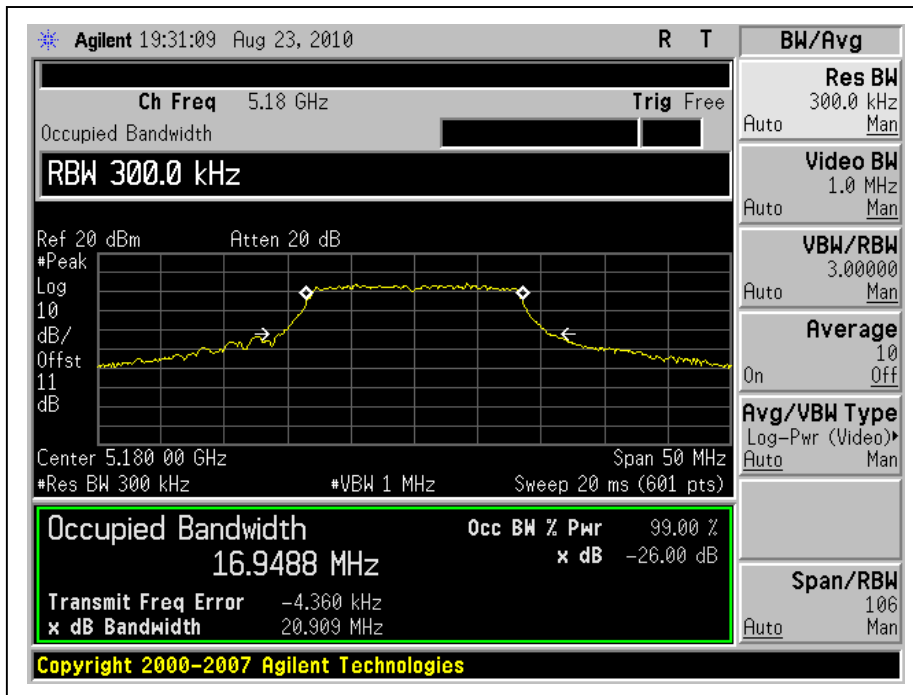 Agilent 19:31:09 Aug 23, 2010 R T
Ch Freq 5.18 GHz Trig Free
Occupied Bandwidth
RBW 300.0 kHz
Ref 20 dBm Atten 20 dB
#Peak
Log
10
dB/
Offst
11
dB
Center 5.180 00 GHz Span 50 MHz
#Res BW 300 kHz #VBW 1 MHz Sweep 20 ms (601 pts)
Occupied Bandwidth Occ BW % Pwr 99.00 %
16.9488 MHz x dB -26.00 dB
Transmit Freq Error -4.360 kHz
x dB Bandwidth 20.909 MHz
Copyright 2000-2007 Agilent Technologies
BW/Avg
Res BW
300.0 kHz
Auto Man
Video BW
1.0 MHz
Auto Man
VBW/RBW
3.00000
Auto Man
Average
10
On Off
Avg/VBW Type
Log-Pwr (Video)
Auto Man
Span/RBW
106
Auto Man